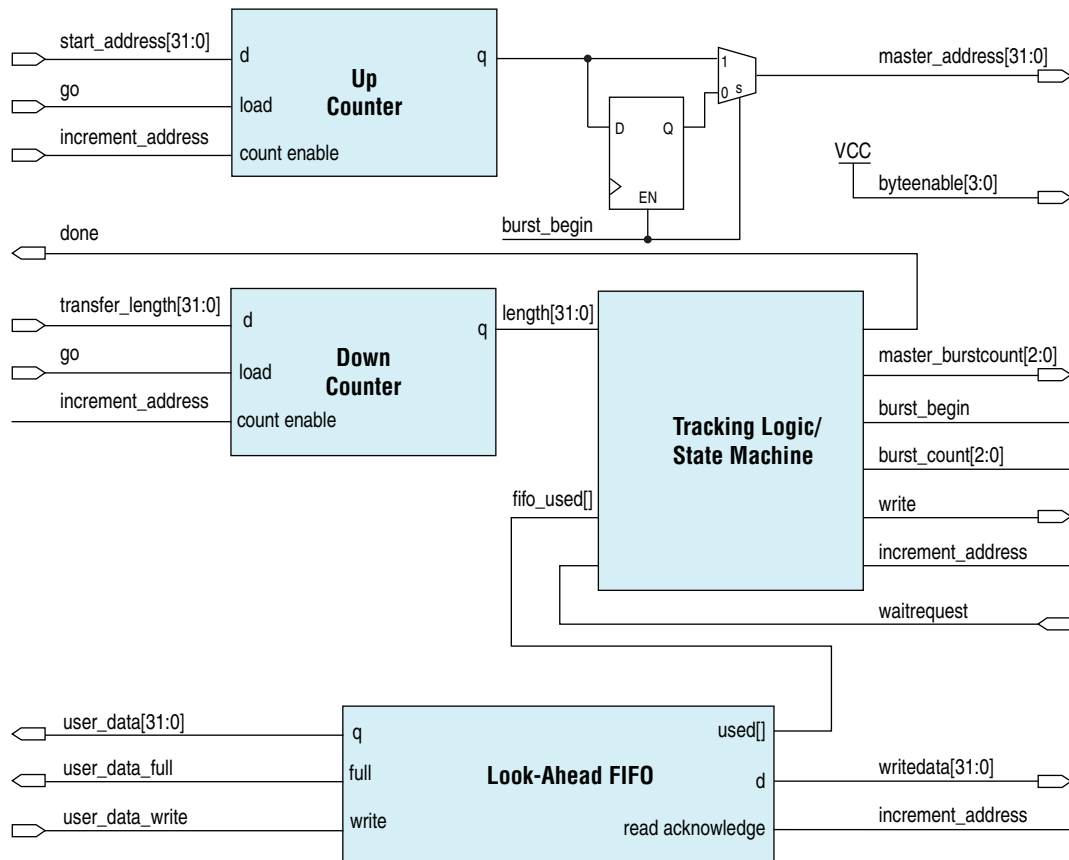 start_address[31:0]
go
increment_address
d
load
count enable
q
Up
Counter
1
0
s
D
Q
EN
burst_begin
master_address[31:0]
VCC
byteenable[3:0]
done
transfer_length[31:0]
go
increment_address
d
load
count enable
q
Down
Counter
length[31:0]
fifo_used[]
Tracking Logic/
State Machine
master_burstcount[2:0]
burst_begin
burst_count[2:0]
write
increment_address
waitrequest
user_data[31:0]
user_data_full
user_data_write
q
full
write
Look-Ahead FIFO
used[]
d
read acknowledge
writedata[31:0]
increment_address